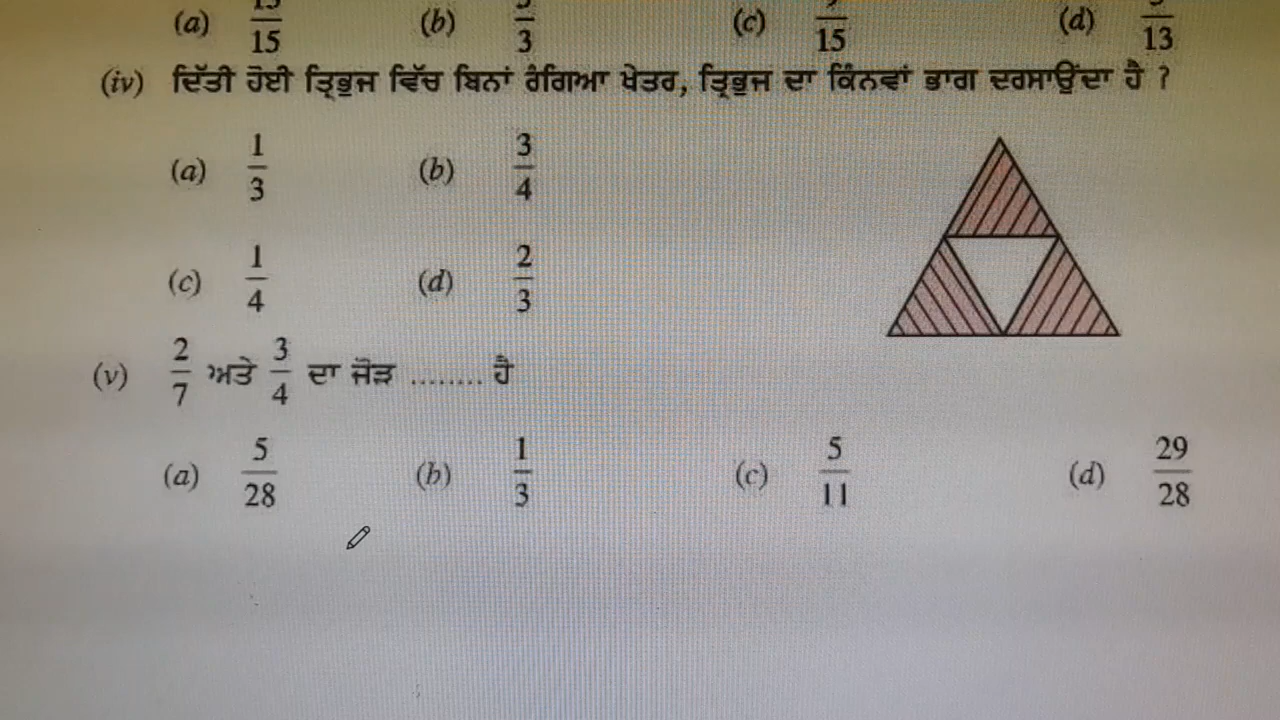 (a) 15 (b) 3 (c) 15 (d) 13
(iv) ਦਿੱਤੀ ਹੋਈ ਤ੍ਰਿਭੁਜ ਵਿੱਚ ਬਿਨਾਂ ਰੰਗਿਆ ਖੇਤਰ, ਤ੍ਰਿਭੁਜ ਦਾ ਕਿੰਨਵਾਂ ਭਾਗ ਦਰਸਾਉਂਦਾ ਹੈ ?
(a) 1/3 (b) 3/4
(c) 1/4 (d) 2/3
(v) 2/7 ਅਤੇ 3/4 ਦਾ ਜੋੜ ........ ਹੈ
(a) 5/28 (b) 1/3 (c) 5/11 (d) 29/28